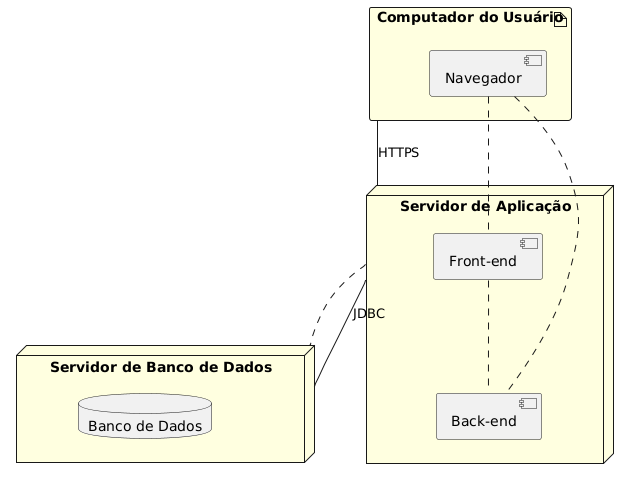 Computador do Usuário
Navegador
HTTPS
Servidor de Aplicação
Front-end
JDBC
Servidor de Banco de Dados
Banco de Dados
Back-end